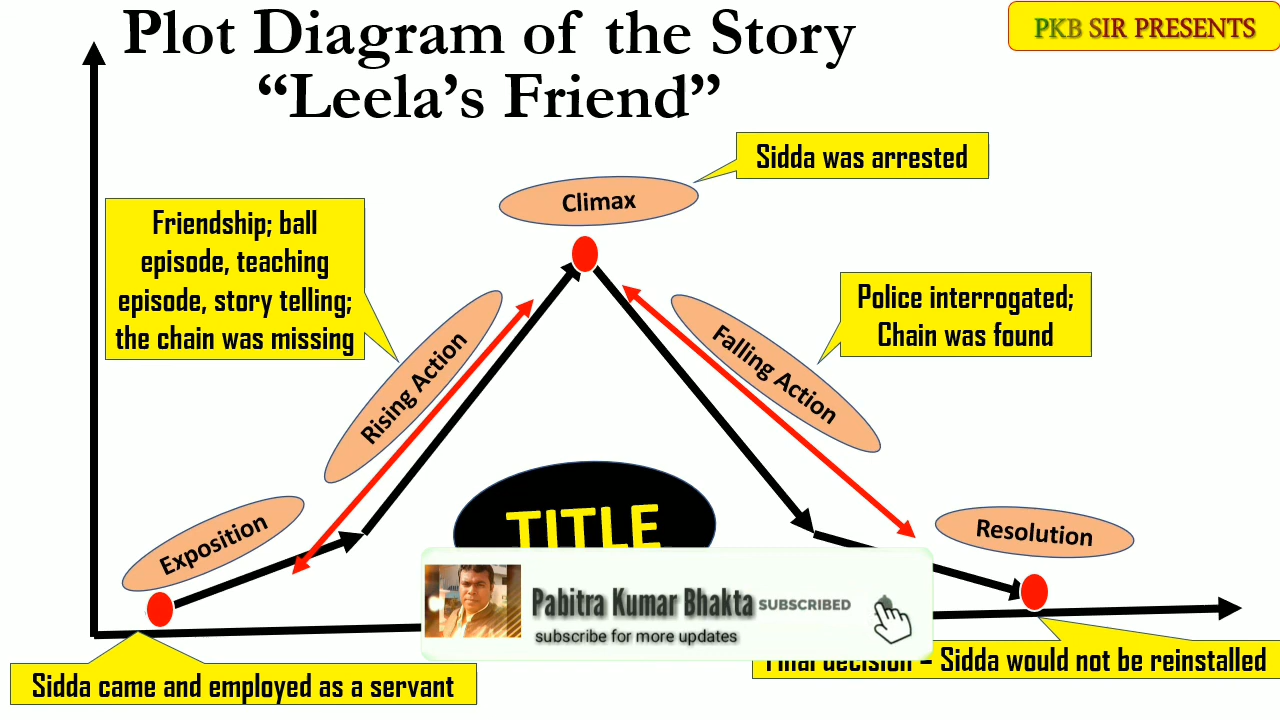 Plot Diagram of the Story
“Leela’s Friend”
PKB SIR PRESENTS
Sidda was arrested
Climax
Friendship; ball
episode, teaching
episode, story telling;
the chain was missing
Rising Action
Police interrogated;
Chain was found
Falling Action
Exposition
TITLE
Resolution
Pabitra Kumar Bhakta
SUBSCRIBED
subscribe for more updates
Final decision – Sidda would not be reinstalled
Sidda came and employed as a servant